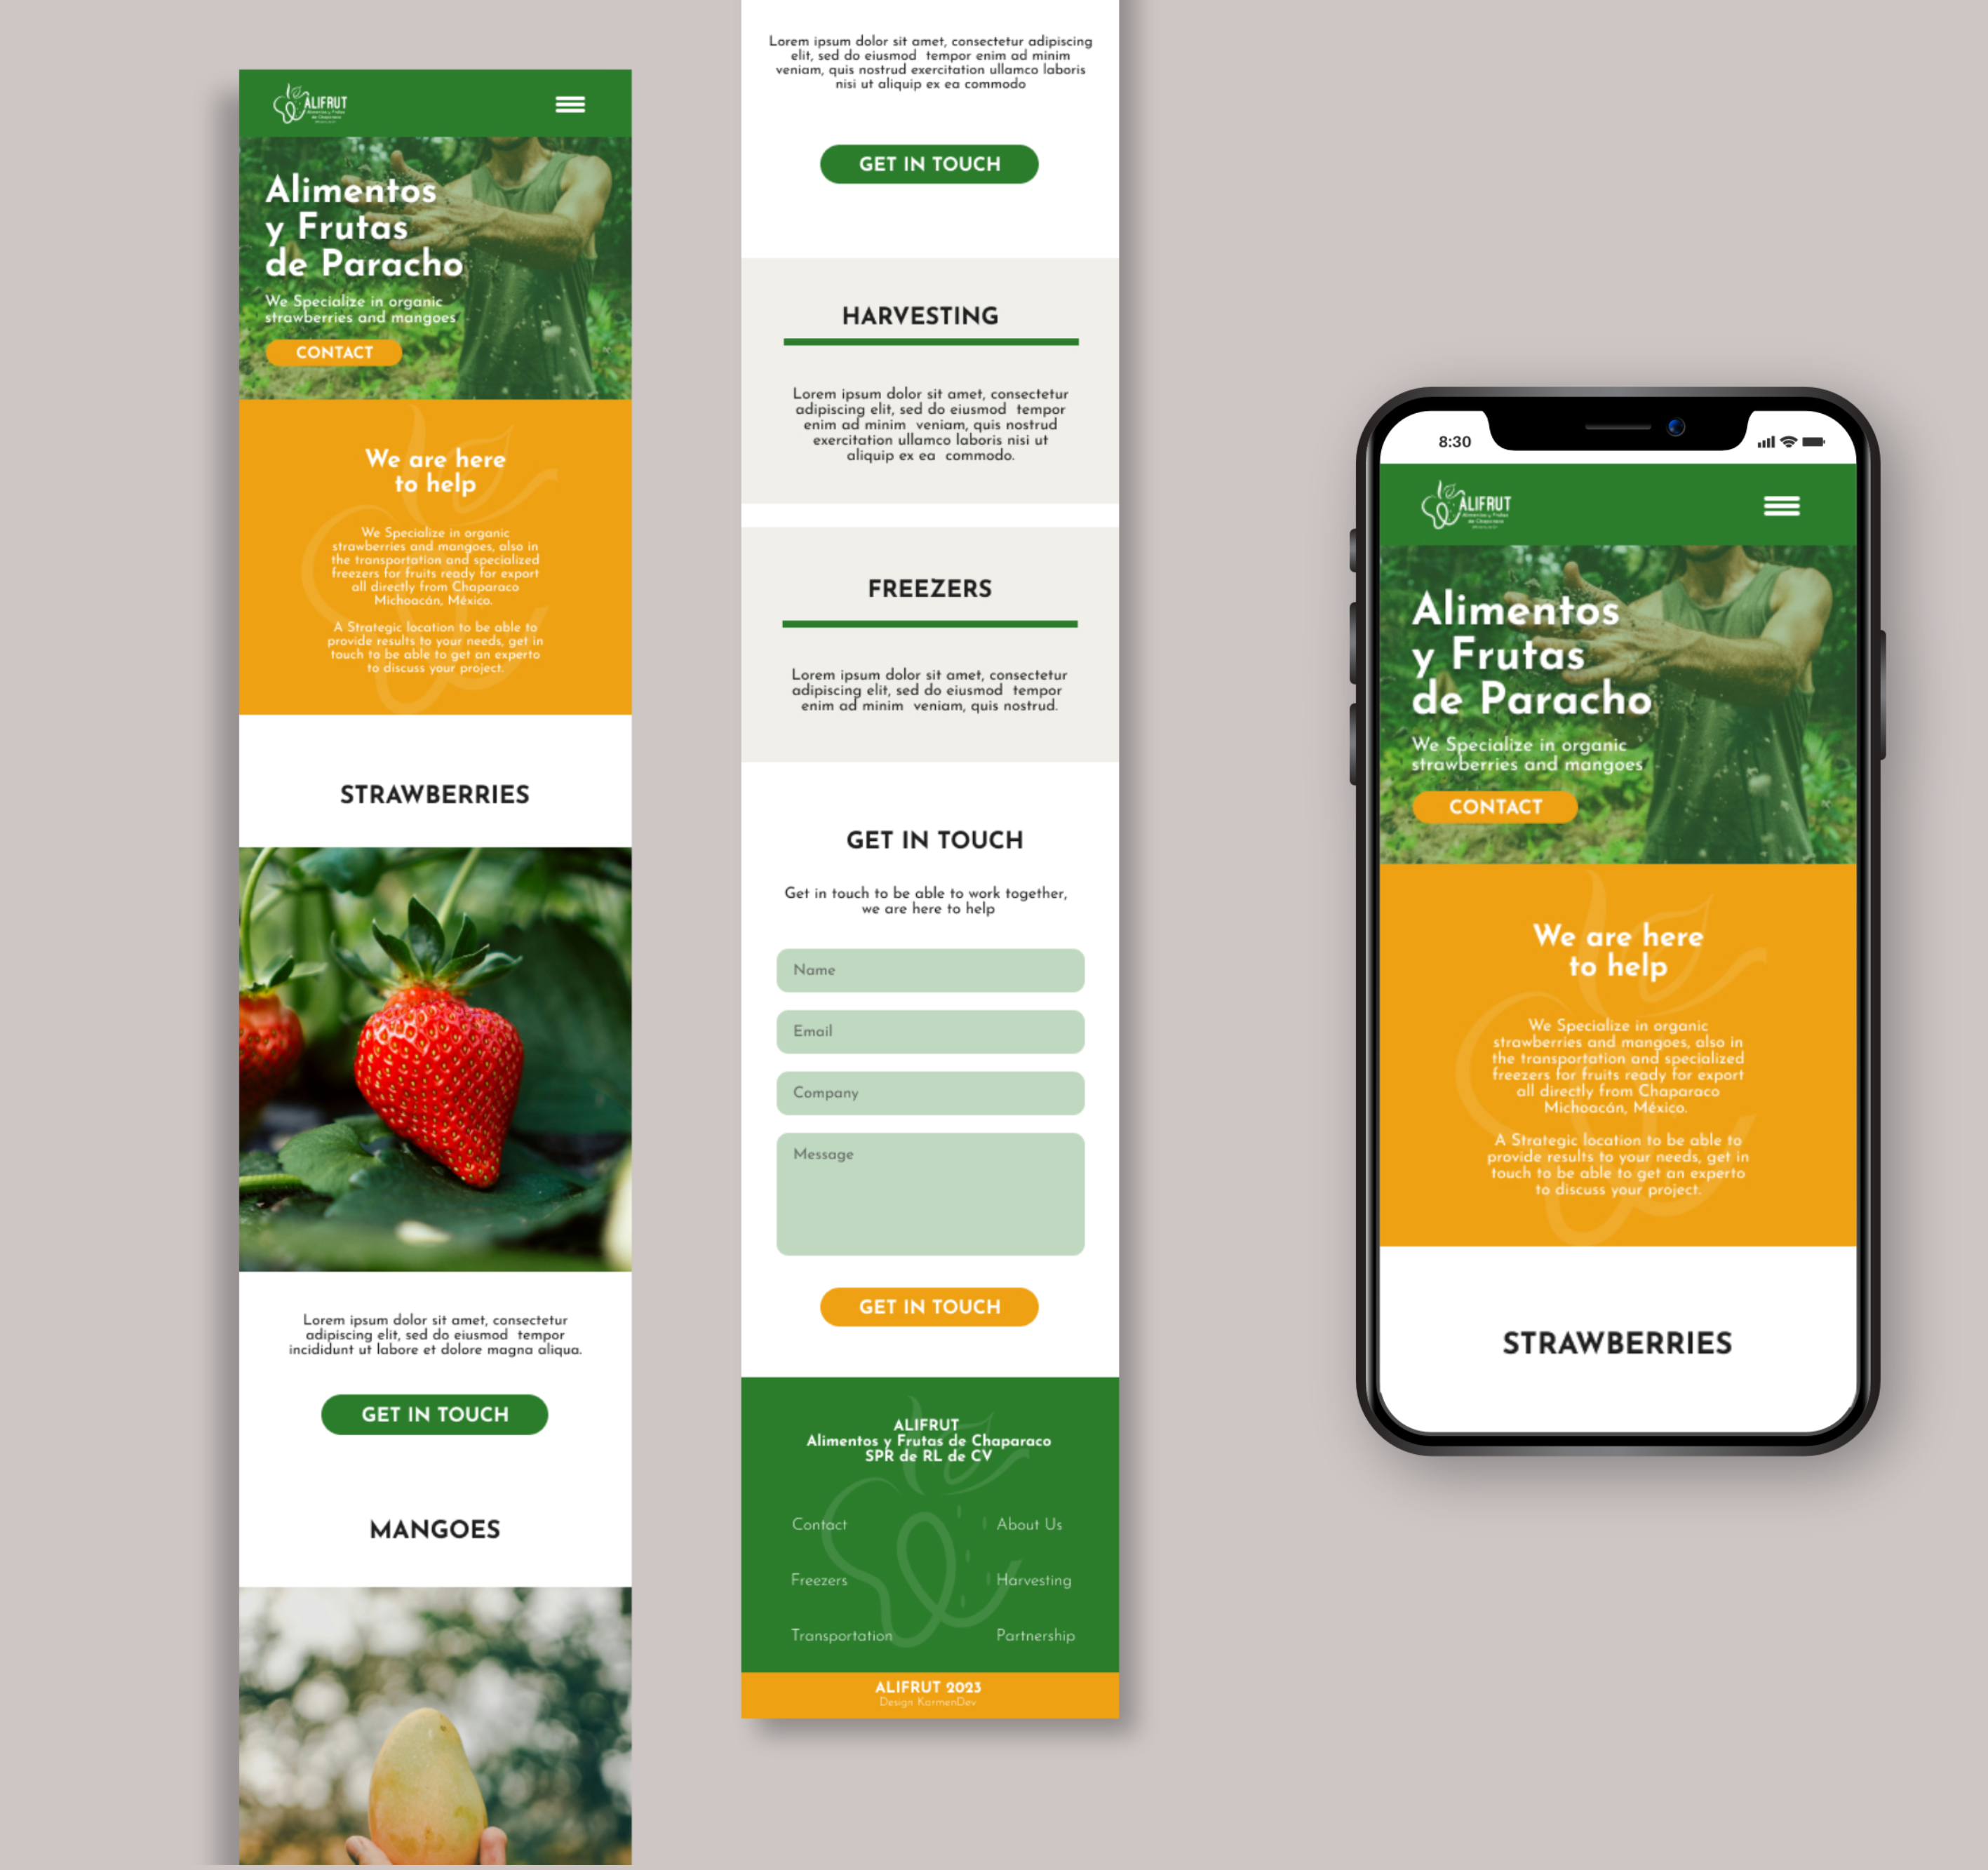 ALIFRUT
Alimentos y Frutas
de Chaparaco
Alimentos
y Frutas
de Paracho
We Specialize in organic
strawberries and mangoes
CONTACT
We are here
to help
We Specialize in organic
strawberries and mangoes, also in
the transportation and specialized
freezers for fruits ready for export
all directly from Chaparaco
Michoacán, México.
A Strategic location to be able to
provide results to your needs, get in
touch to be able to get an experto
to discuss your project.
STRAWBERRIES
Lorem ipsum dolor sit amet, consectetur
adipiscing elit, sed do eiusmod tempor
incididunt ut labore et dolore magna aliqua.
GET IN TOUCH
MANGOES
Lorem ipsum dolor sit amet, consectetur adipiscing
elit, sed do eiusmod tempor enim ad minim
veniam, quis nostrud exercitation ullamco laboris
nisi ut aliquip ex ea commodo
GET IN TOUCH
HARVESTING
Lorem ipsum dolor sit amet, consectetur
adipiscing elit, sed do eiusmod tempor
enim ad minim veniam, quis nostrud
exercitation ullamco laboris nisi ut
aliquip ex ea commodo.
FREEZERS
Lorem ipsum dolor sit amet, consectetur
adipiscing elit, sed do eiusmod tempor
enim ad minim veniam, quis nostrud.
GET IN TOUCH
Get in touch to be able to work together,
we are here to help
Name
Email
Company
Message
GET IN TOUCH
ALIFRUT
Alimentos y Frutas de Chaparaco
SPR de RL de CV
Contact
About Us
Freezers
Harvesting
Transportation
Partnership
ALIFRUT 2023
Design KarmenDev
8:30
ALIFRUT
Alimentos y Frutas
de Chaparaco
Alimentos
y Frutas
de Paracho
We Specialize in organic
strawberries and mangoes
CONTACT
We are here
to help
We Specialize in organic
strawberries and mangoes, also in
the transportation and specialized
freezers for fruits ready for export
all directly from Chaparaco
Michoacán, México.
A Strategic location to be able to
provide results to your needs, get in
touch to be able to get an experto
to discuss your project.
STRAWBERRIES